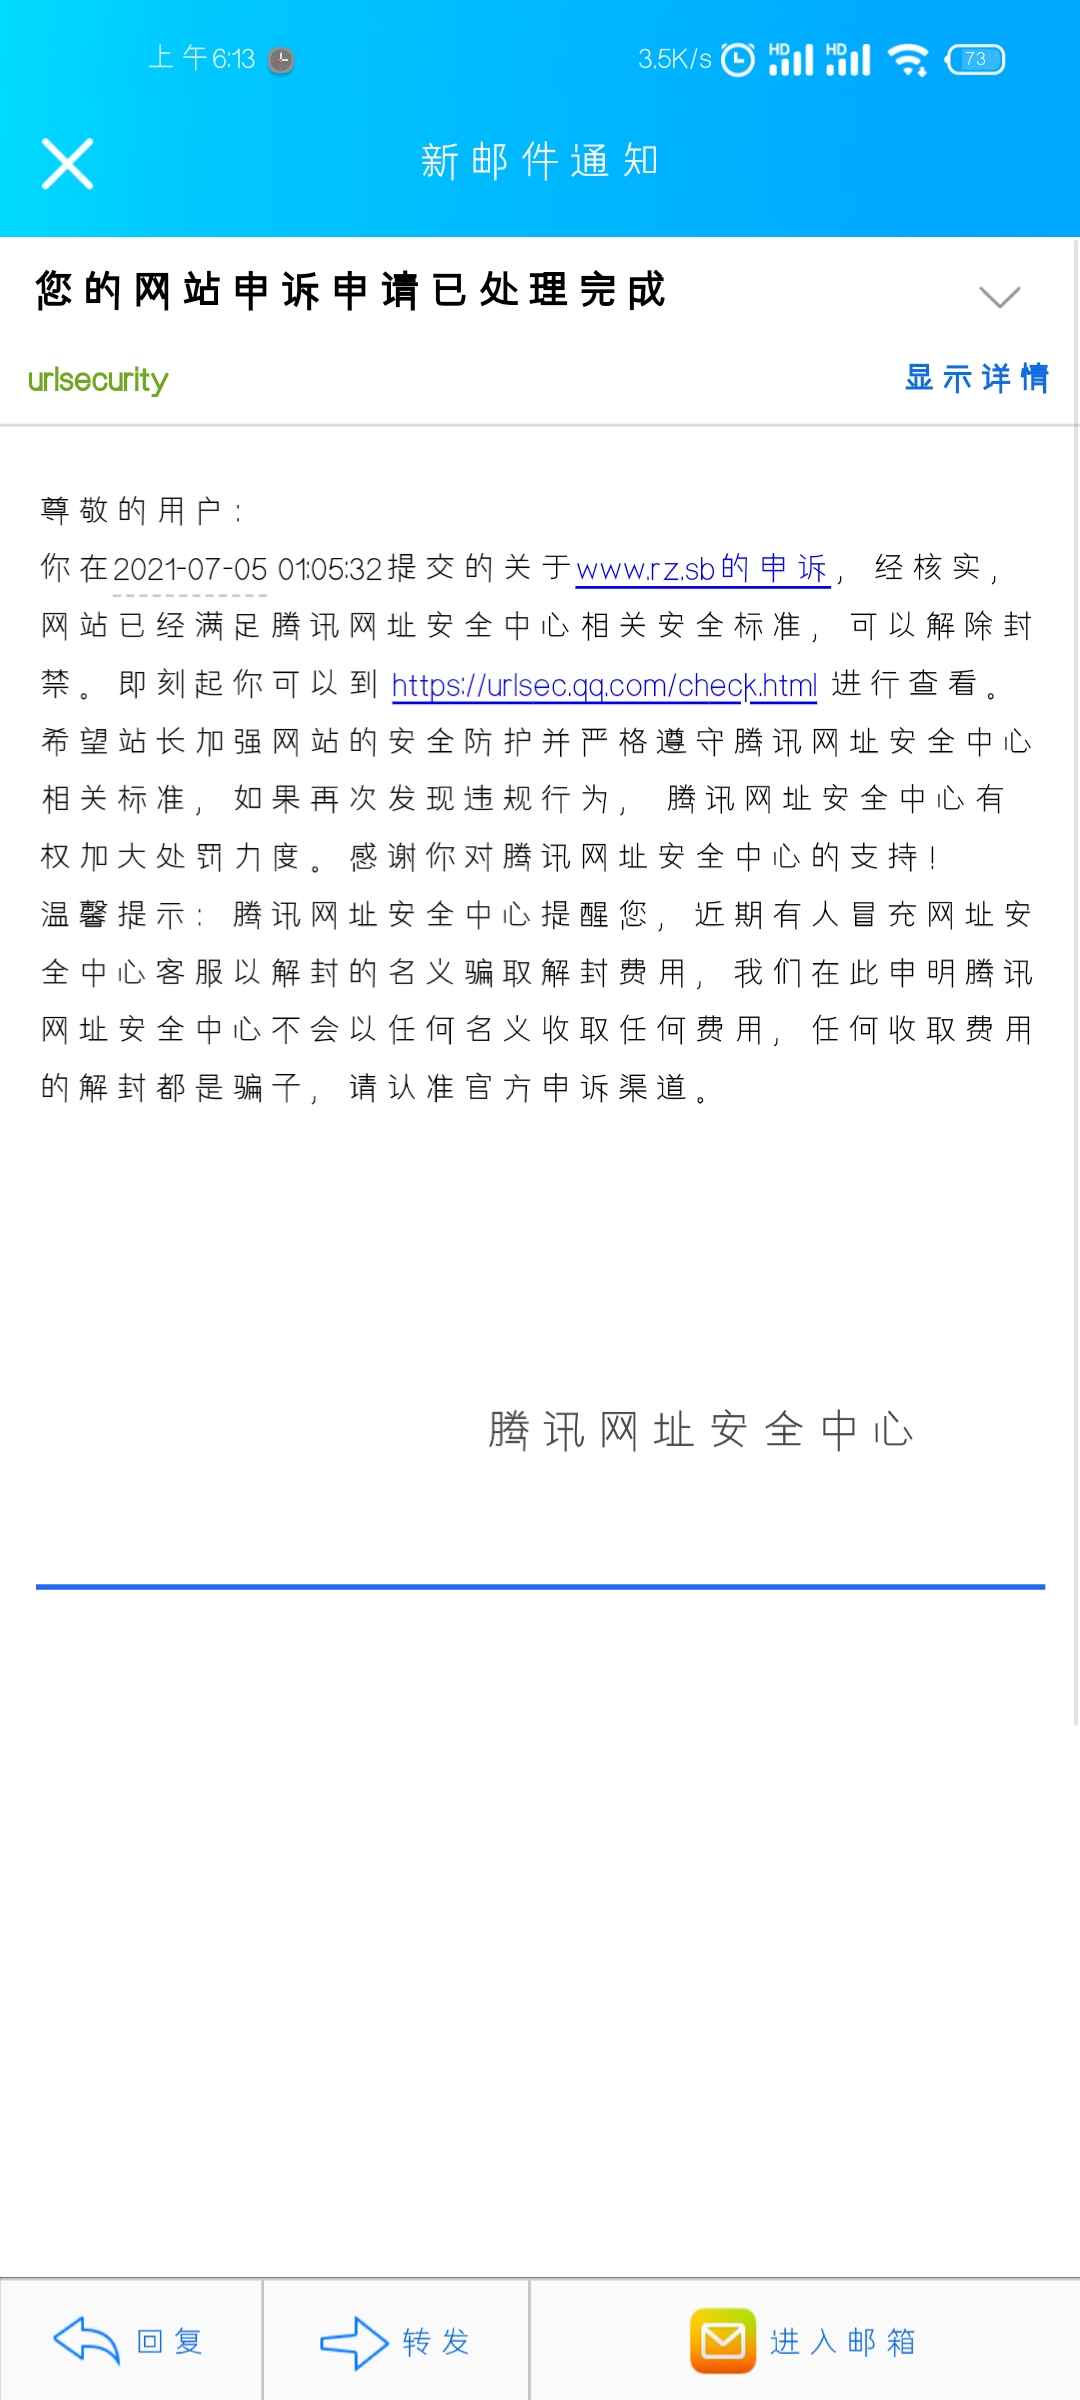 上午6:13
3.5K/s HD HD 73
新邮件通知
您的网站申诉申请已处理完成
urlsecurity 显示详情
尊敬的用户:
你在2021-07-05 01:05:32提交的关于www.rz.sb的申诉, 经核实,
网站已经满足腾讯网址安全中心相关安全标准, 可以解除封
禁。即刻起你可以到 https://urlsec.qq.com/check.html 进行查看。
希望站长加强网站的安全防护并严格遵守腾讯网址安全中心
相关标准, 如果再次发现违规行为, 腾讯网址安全中心有
权加大处罚力度。感谢你对腾讯网址安全中心的支持!
温馨提示: 腾讯网址安全中心提醒您, 近期有人冒充网址安
全中心客服以解封的名义骗取解封费用, 我们在此申明腾讯
网址安全中心不会以任何名义收取任何费用, 任何收取费用
的解封都是骗子, 请认准官方申诉渠道。
腾讯网址安全中心
回复 转发 进入邮箱